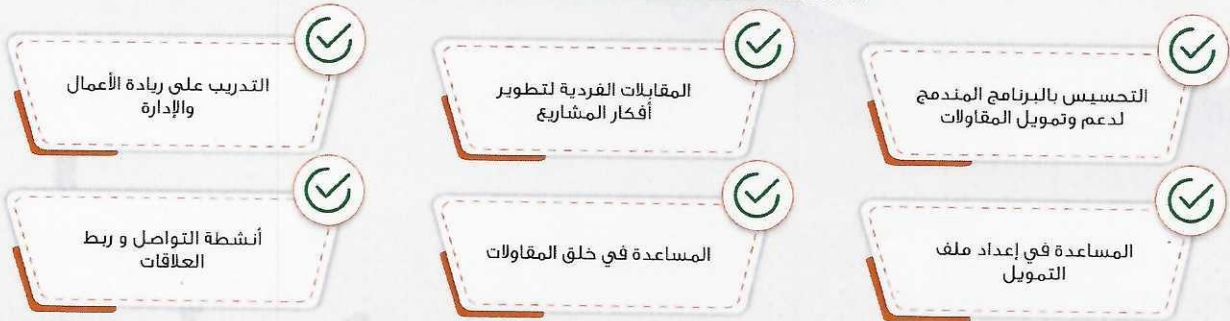 التحسيس بالبرنامج المندمج
لدعم وتمويل المقاولات
المقابلات الفردية لتطوير
أفكار المشاريع
التدريب على ريادة الأعمال
والإدارة
المساعدة في إعداد ملف
التمويل
المساعدة في خلق المقاولات
أنشطة التواصل و ربط
العلاقات